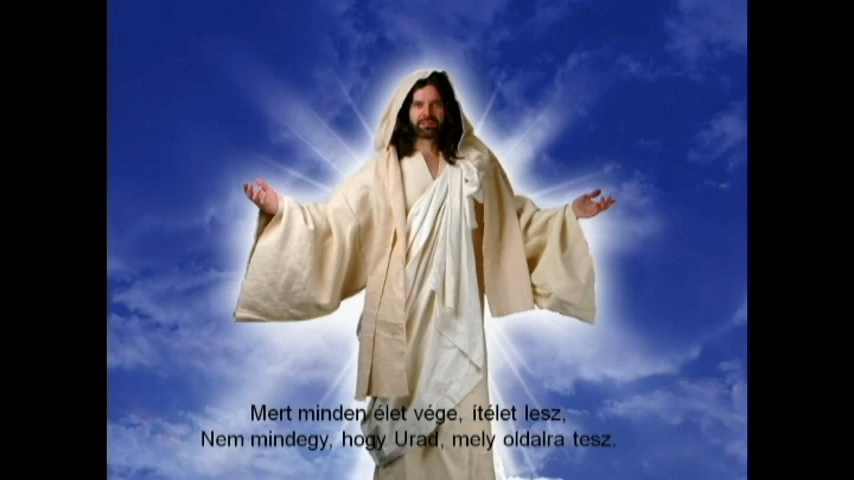 Mert minden élet vége, ítélet lesz,
Nem mindegy, hogy Urad, mely oldalra tesz.